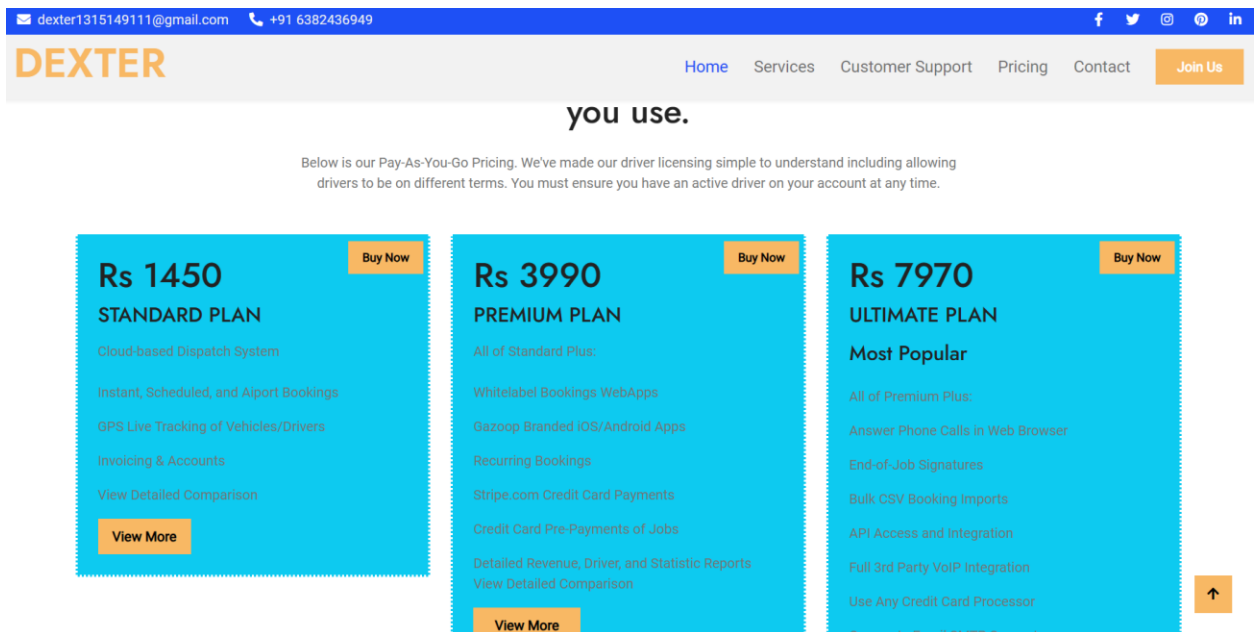 dexter1315149111@gmail.com +91 6382436949
DEXTER
Home Services Customer Support Pricing Contact Join Us
you use.
Below is our Pay-As-You-Go Pricing. We've made our driver licensing simple to understand including allowing
drivers to be on different terms. You must ensure you have an active driver on your account at any time.
Buy Now
Rs 1450
STANDARD PLAN
Cloud-based Dispatch System
Instant, Scheduled, and Aiport Bookings
GPS Live Tracking of Vehicles/Drivers
Invoicing & Accounts
View Detailed Comparison
View More
Buy Now
Rs 3990
PREMIUM PLAN
All of Standard Plus:
Whitelabel Bookings WebApps
Gazoop Branded iOS/Android Apps
Recurring Bookings
Stripe.com Credit Card Payments
Credit Card Pre-Payments of Jobs
Detailed Revenue, Driver, and Statistic Reports
View Detailed Comparison
View More
Buy Now
Rs 7970
ULTIMATE PLAN
Most Popular
All of Premium Plus:
Answer Phone Calls in Web Browser
End-of-Job Signatures
Bulk CSV Booking Imports
API Access and Integration
Full 3rd Party VoIP Integration
Use Any Credit Card Processor